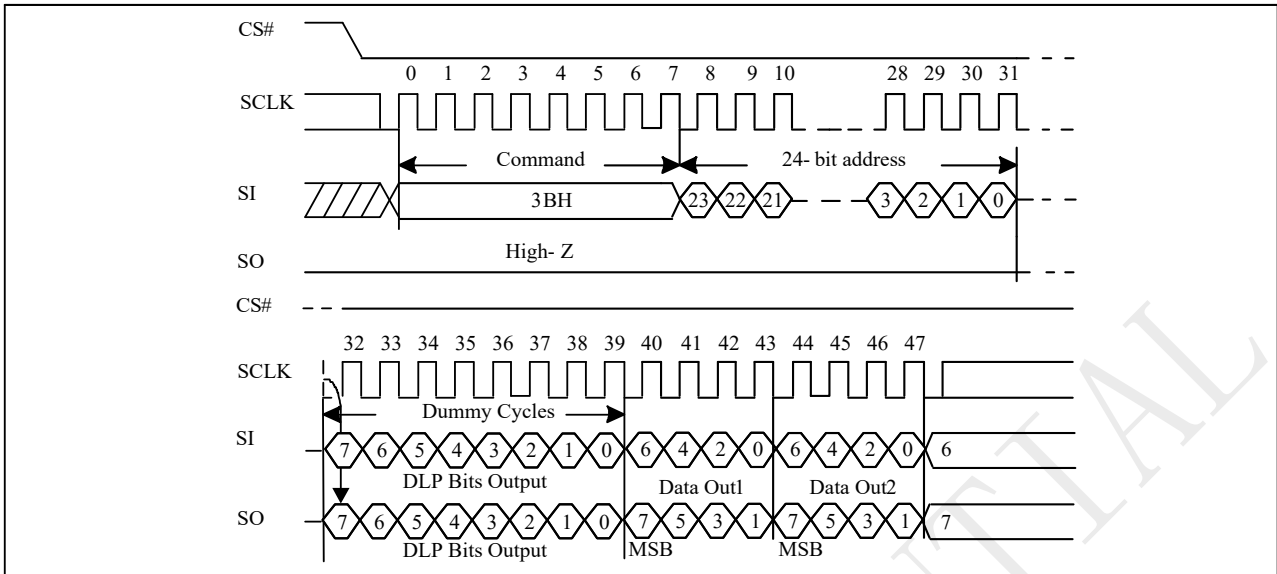 CS#
0 1 2 3 4 5 6 7 8 9 10 28 29 30 31
SCLK
Command 24- bit address
SI 3BH 23 22 21 3 2 1 0
High- Z
SO
CS#
32 33 34 35 36 37 38 39 40 41 42 43 44 45 46 47
SCLK
Dummy Cycles
SI 7 6 5 4 3 2 1 0 6 4 2 0 6 4 2 0 6
DLP Bits Output Data Out1 Data Out2
SO 7 6 5 4 3 2 1 0 7 5 3 1 7 5 3 1 7
DLP Bits Output MSB MSB
NTIAL